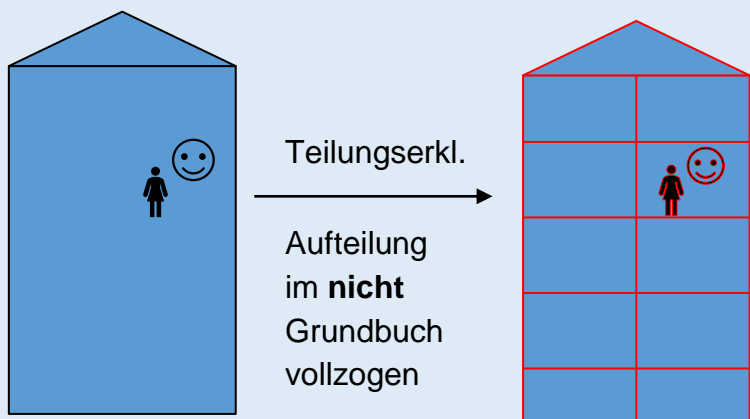 Teilungserkl.
Aufteilung
im nicht
Grundbuch
vollzogen